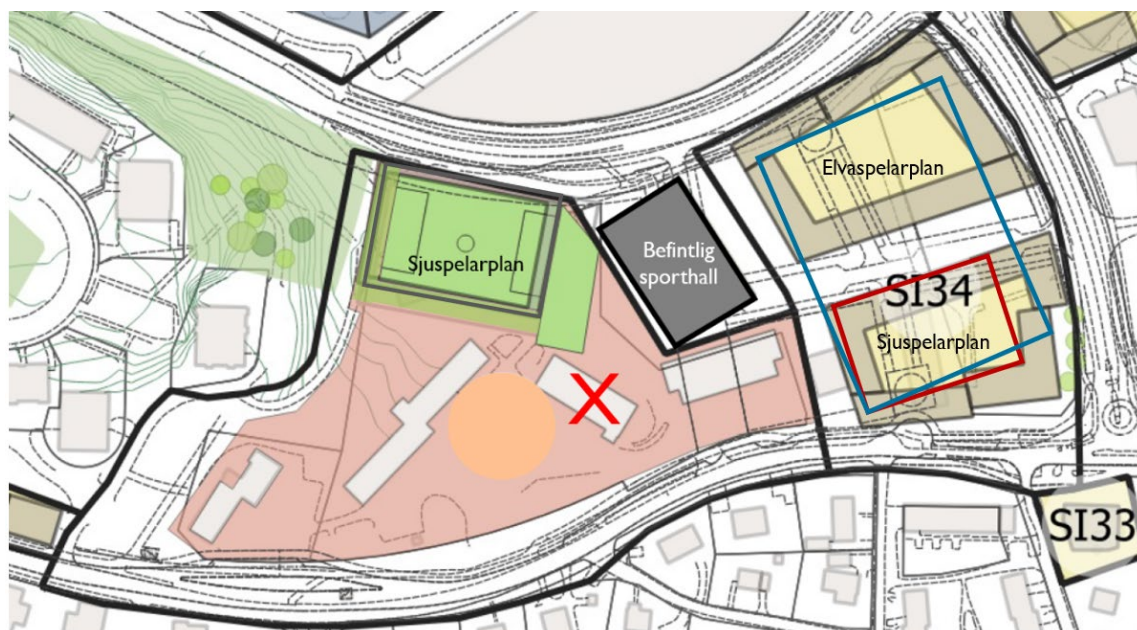 Elvaspelarplan
Sjuspelarplan
Befintlig
sporthall
SI34
Sjuspelarplan
SI33